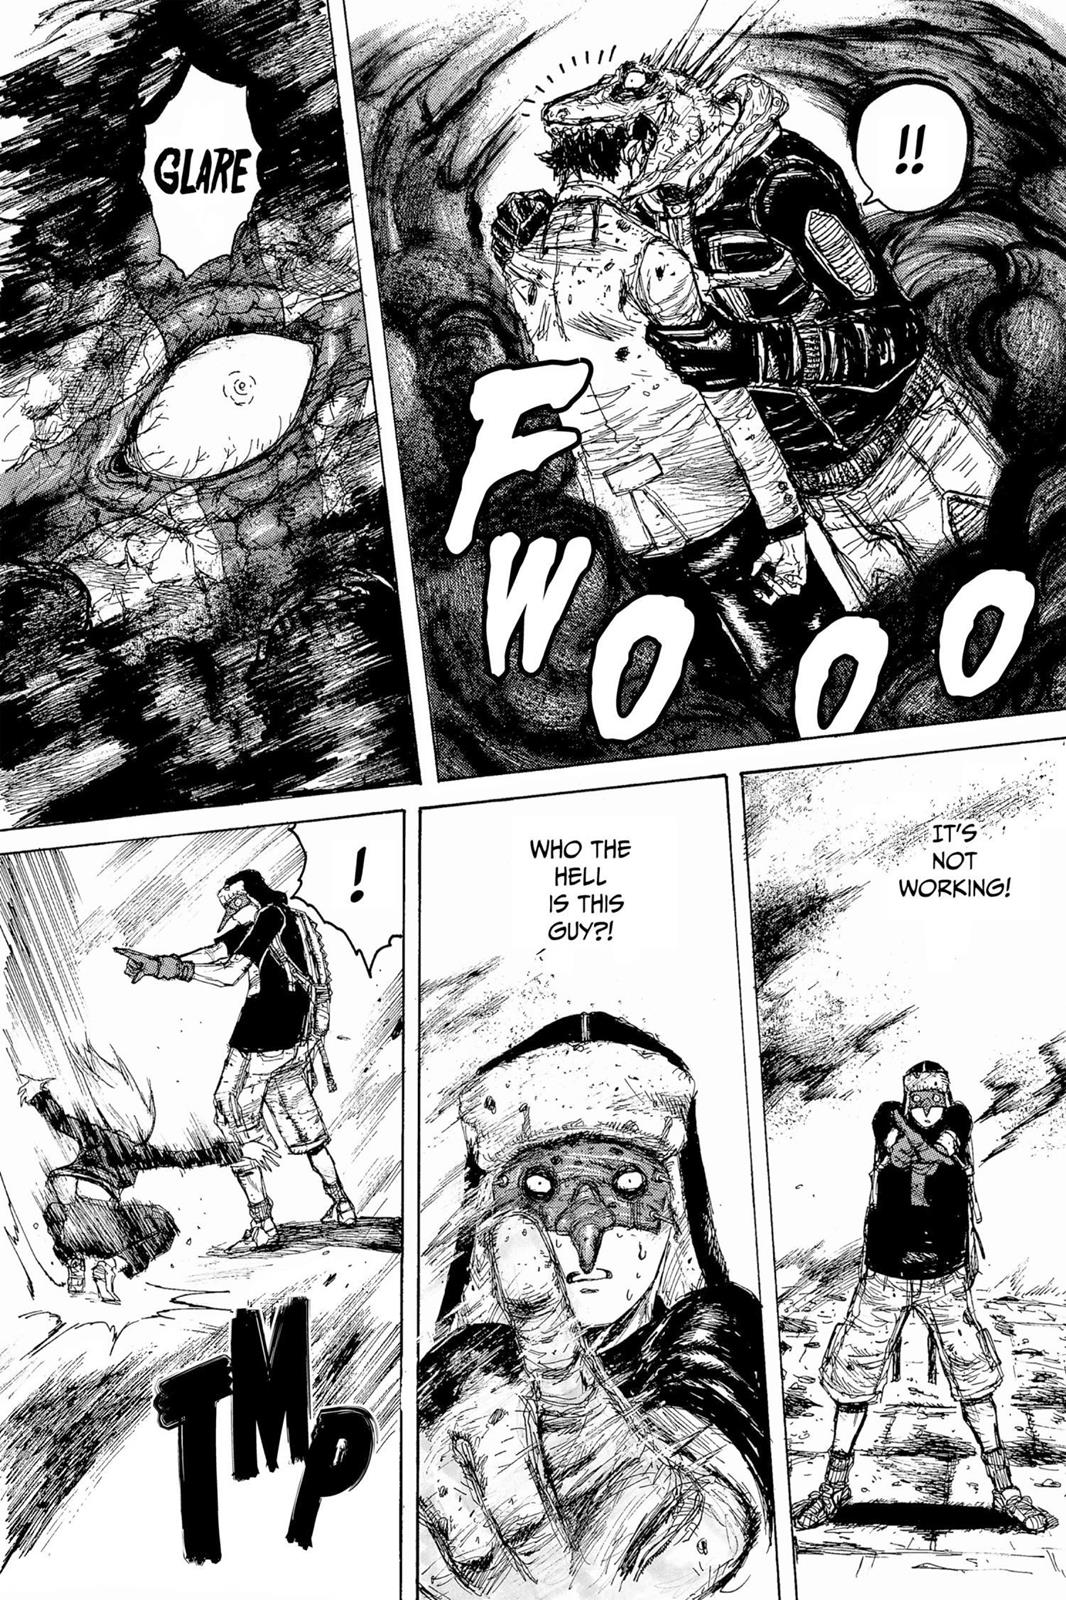 !!
FWOOO
GLARE
IT'S
NOT
WORKING!
WHO THE
HELL
IS THIS
GUY?!
!
TMP